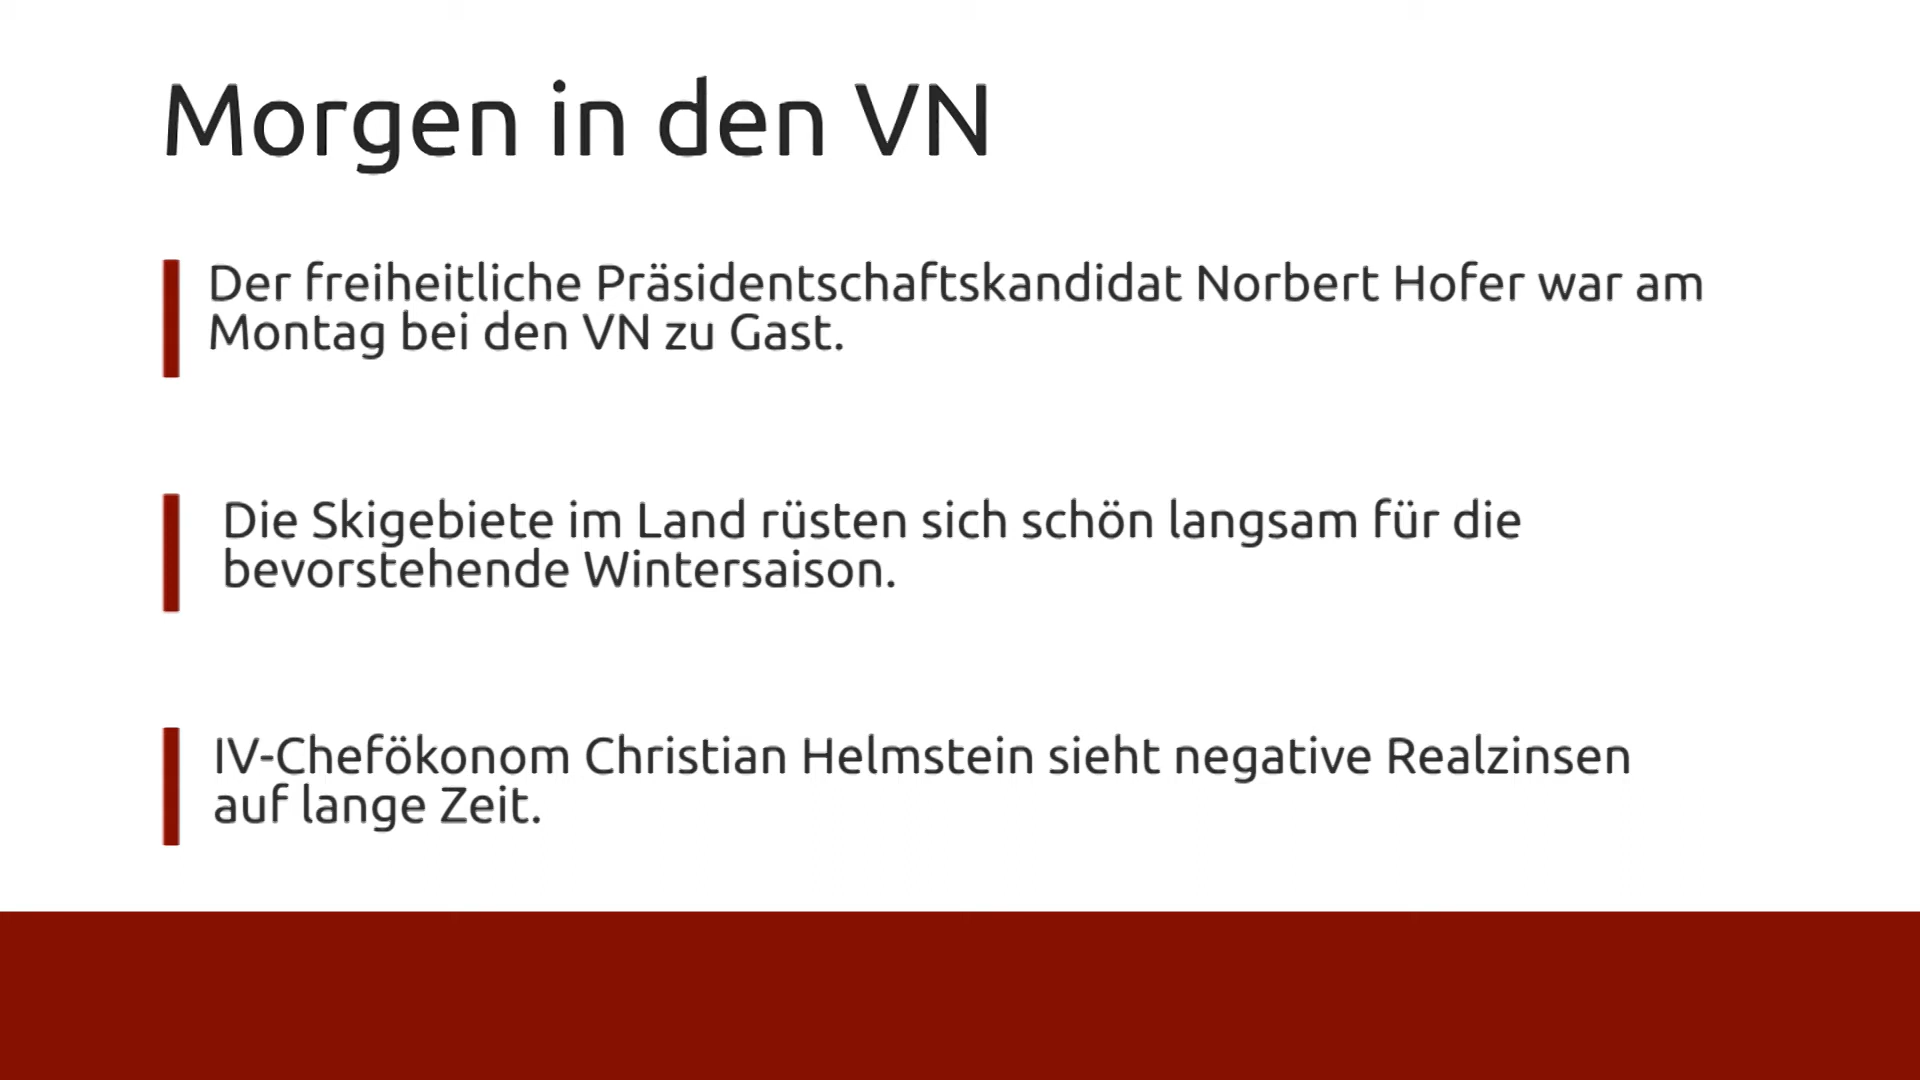 Morgen in den VN
Der freiheitliche Präsidentschaftskandidat Norbert Hofer war am
Montag bei den VN zu Gast.
Die Skigebiete im Land rüsten sich schön langsam für die
bevorstehende Wintersaison.
IV-Chefökonom Christian Helmstein sieht negative Realzinsen
auf lange Zeit.